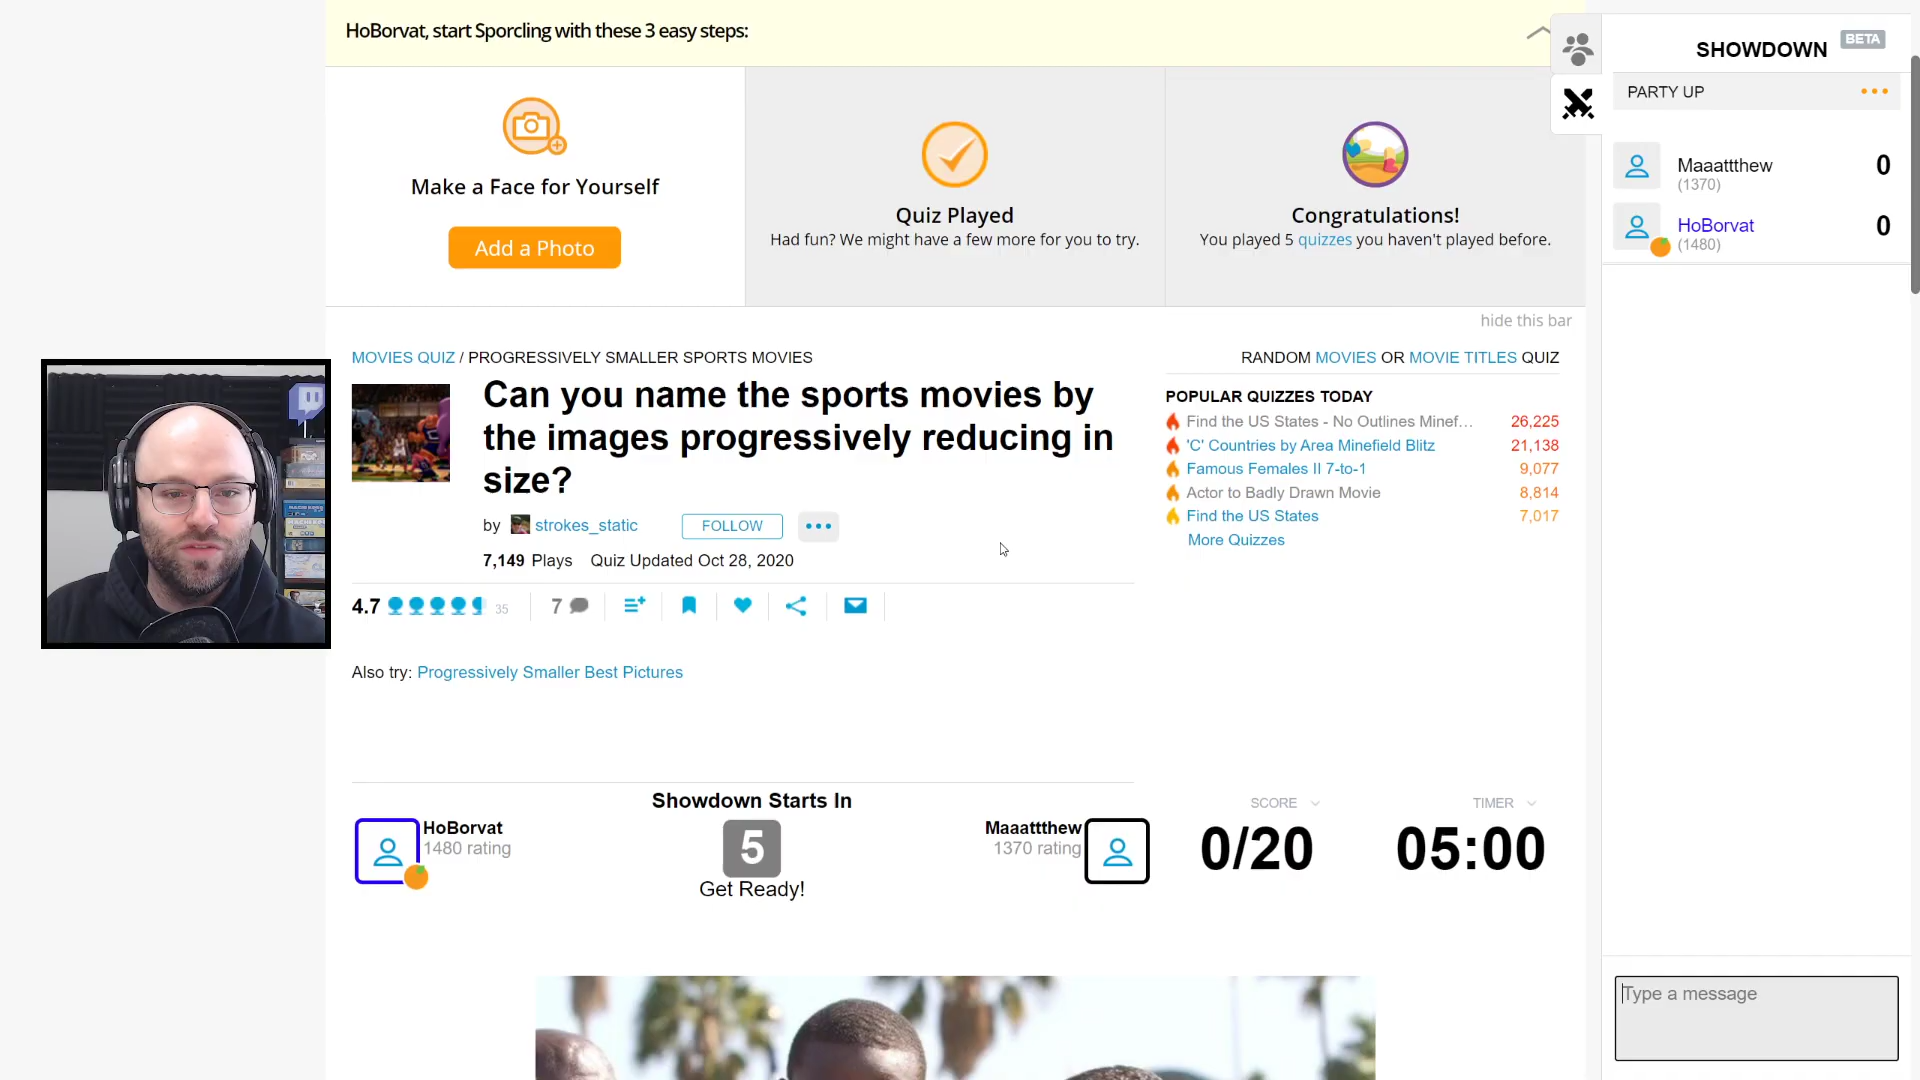 HoBorvat, start Sporcling with these 3 easy steps:
Make a Face for Yourself
Add a Photo
Quiz Played
Had fun? We might have a few more for you to try.
Congratulations!
You played 5 quizzes you haven't played before.
hide this bar
MOVIES QUIZ / PROGRESSIVELY SMALLER SPORTS MOVIES
Can you name the sports movies by
the images progressively reducing in
size?
by strokes_static FOLLOW
7,149 Plays Quiz Updated Oct 28, 2020
4.7 35 7
Also try: Progressively Smaller Best Pictures
RANDOM MOVIES OR MOVIE TITLES QUIZ
POPULAR QUIZZES TODAY
Find the US States - No Outlines Minef... 26,225
'C' Countries by Area Minefield Blitz 21,138
Famous Females II 7-to-1 9,077
Actor to Badly Drawn Movie 8,814
Find the US States 7,017
More Quizzes
Showdown Starts In
HoBorvat
1480 rating
5
Get Ready!
Maaattthew
1370 rating
SCORE
0/20
TIMER
05:00
SHOWDOWN BETA
PARTY UP
Maaattthew 0
(1370)
HoBorvat 0
(1480)
Type a message